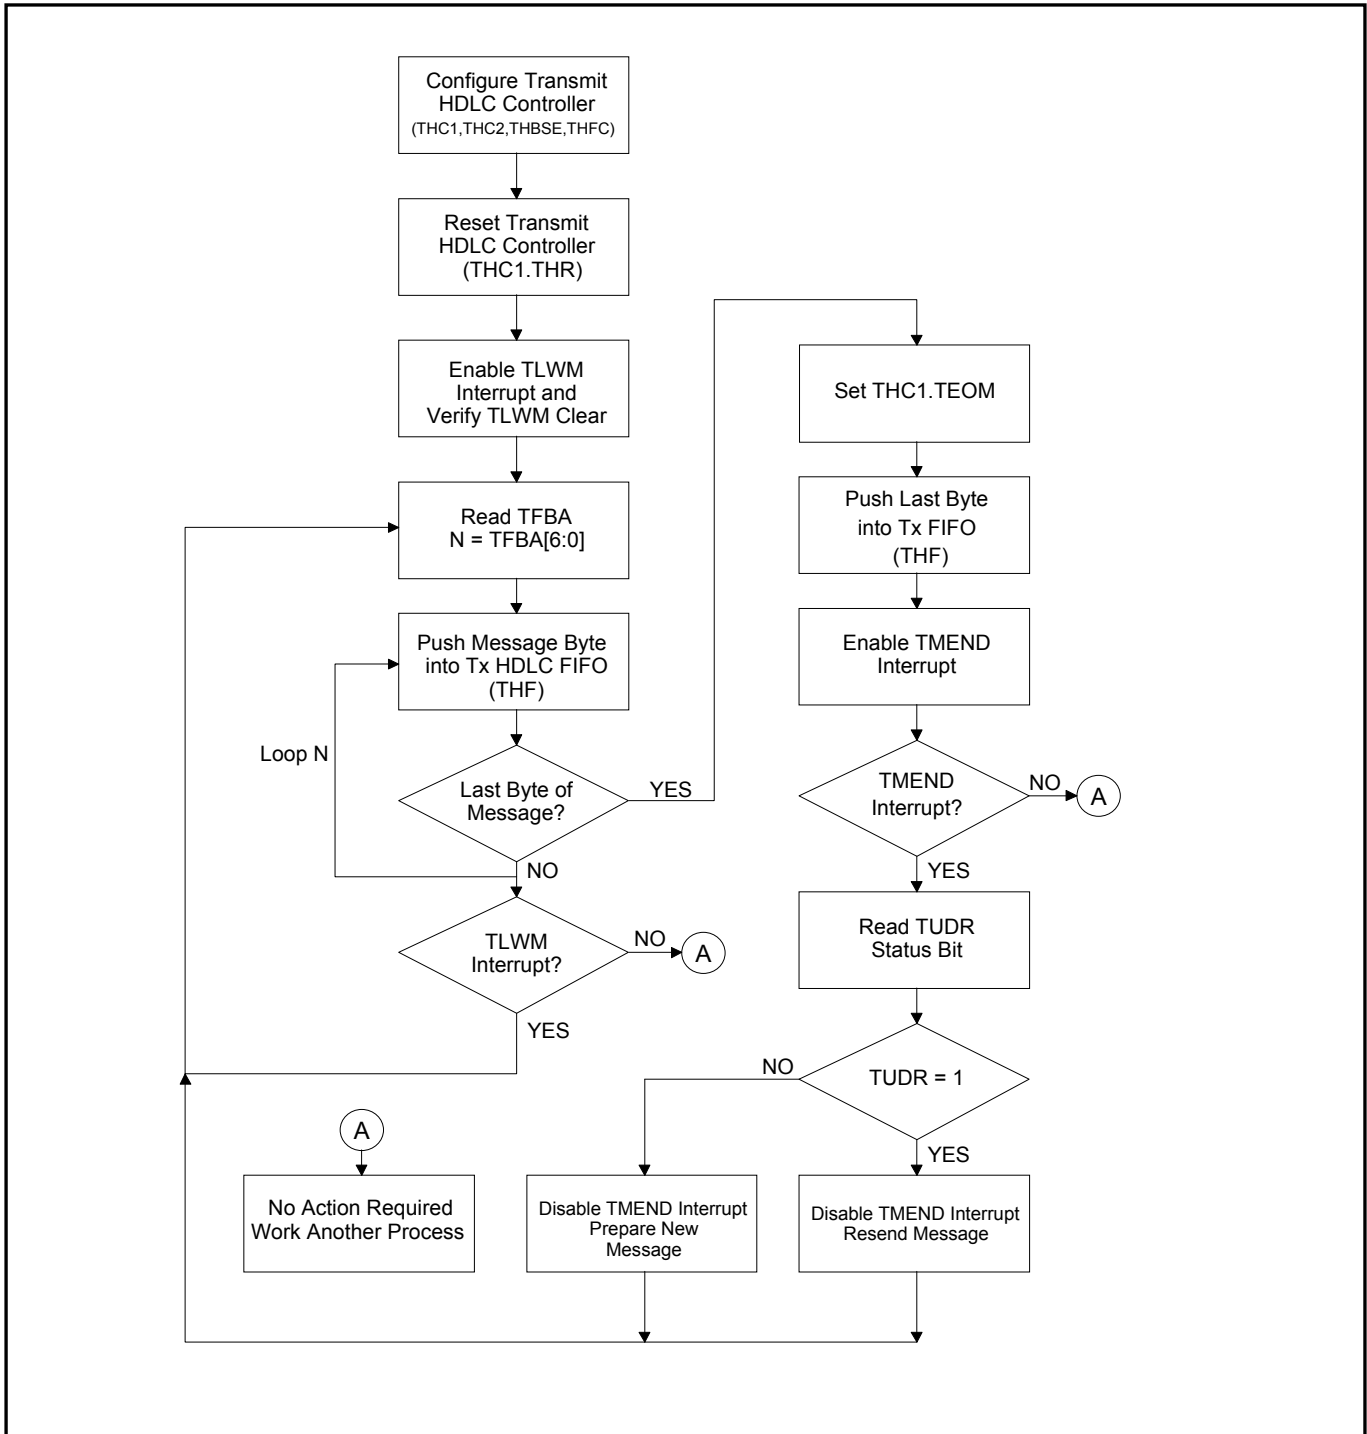 Configure Transmit
HDLC Controller
(THC1,THC2,THBSE,THFC)
Reset Transmit
HDLC Controller
(THC1.THR)
Enable TLWM
Interrupt and
Verify TLWM Clear
Read TFBA
N = TFBA[6:0]
Push Message Byte
into Tx HDLC FIFO
(THF)
Loop N
Last Byte of
Message?
YES
NO
TLWM
Interrupt?
NO
A
YES
A
No Action Required
Work Another Process
Set THC1.TEOM
Push Last Byte
into Tx FIFO
(THF)
Enable TMEND
Interrupt
TMEND
Interrupt?
NO
A
YES
Read TUDR
Status Bit
TUDR = 1
NO
YES
Disable TMEND Interrupt
Prepare New
Message
Disable TMEND Interrupt
Resend Message